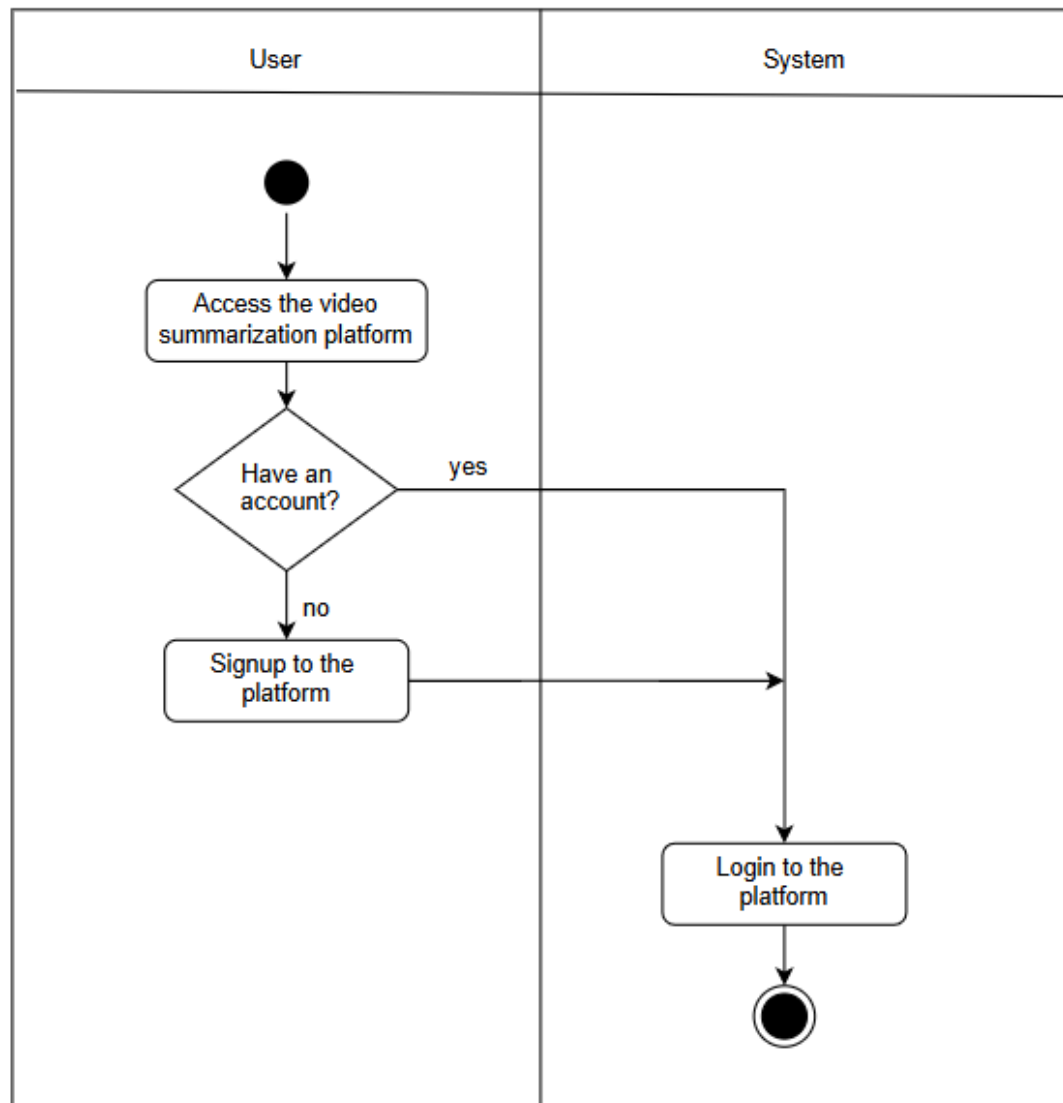 User
System
Access the video
summarization platform
Have an
account?
yes
no
Signup to the
platform
Login to the
platform